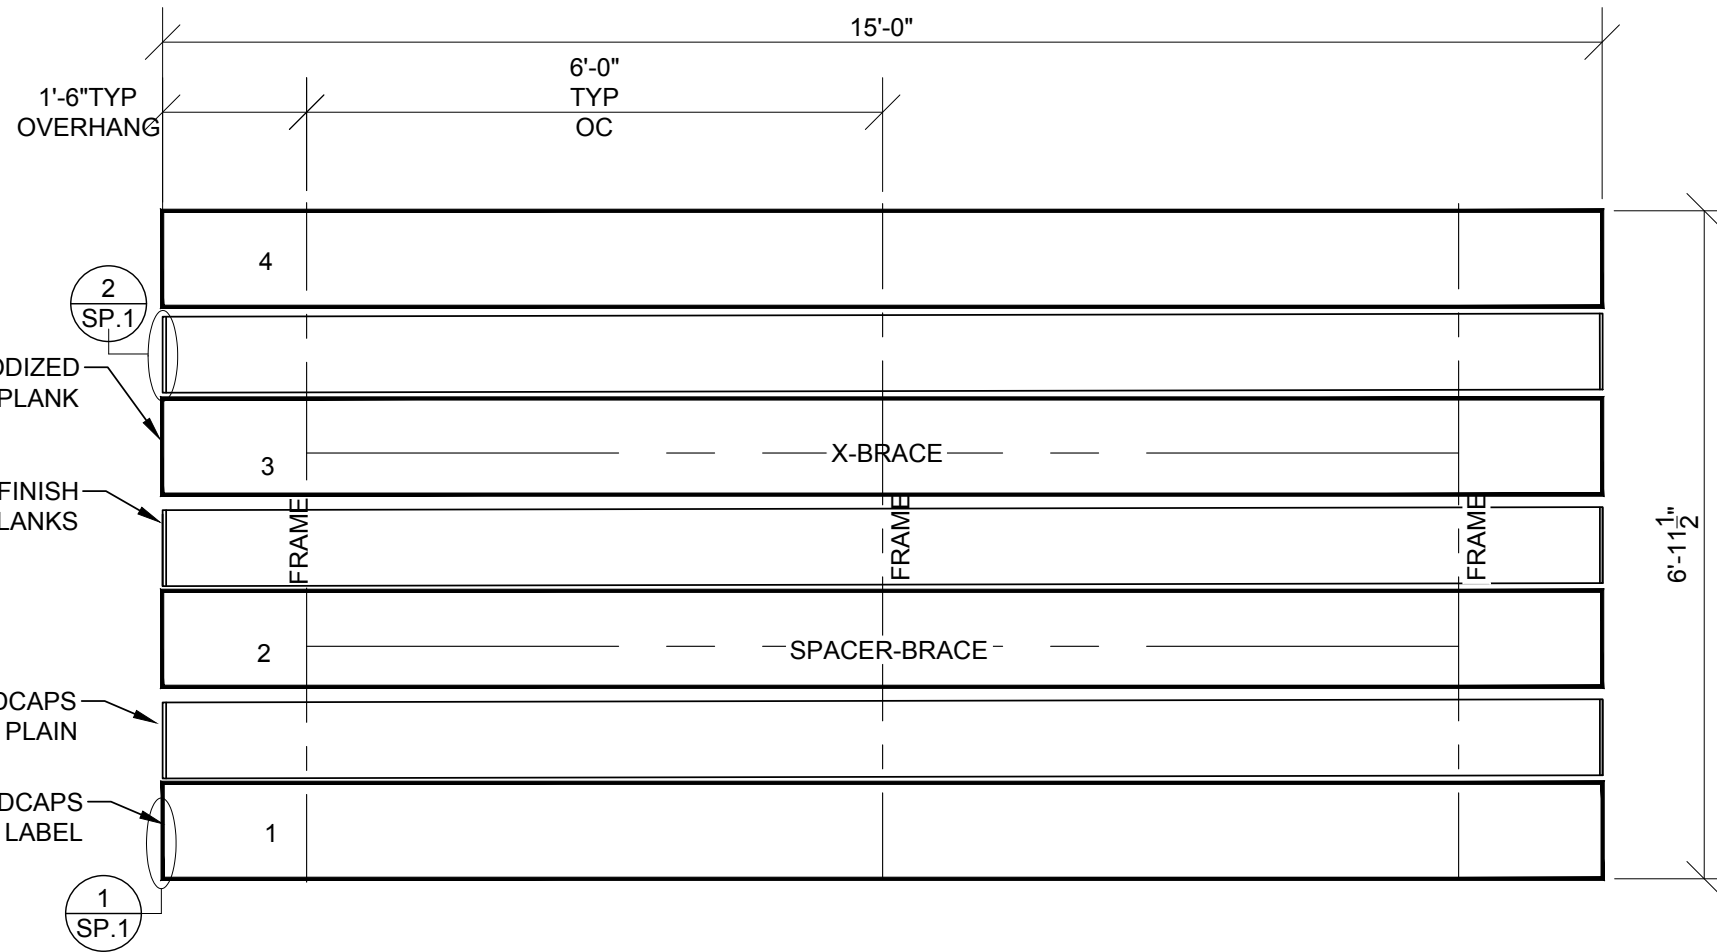 15'-0"
6'-0"
TYP
OC
1'-6"TYP
OVERHANG
4
2
SP.1
PLANK
3
X-BRACE
FINISH
FRAME
FRAME
FRAME
6'-11 1/2"
2
SPACER-BRACE
PLAIN
LABEL
1
1
SP.1